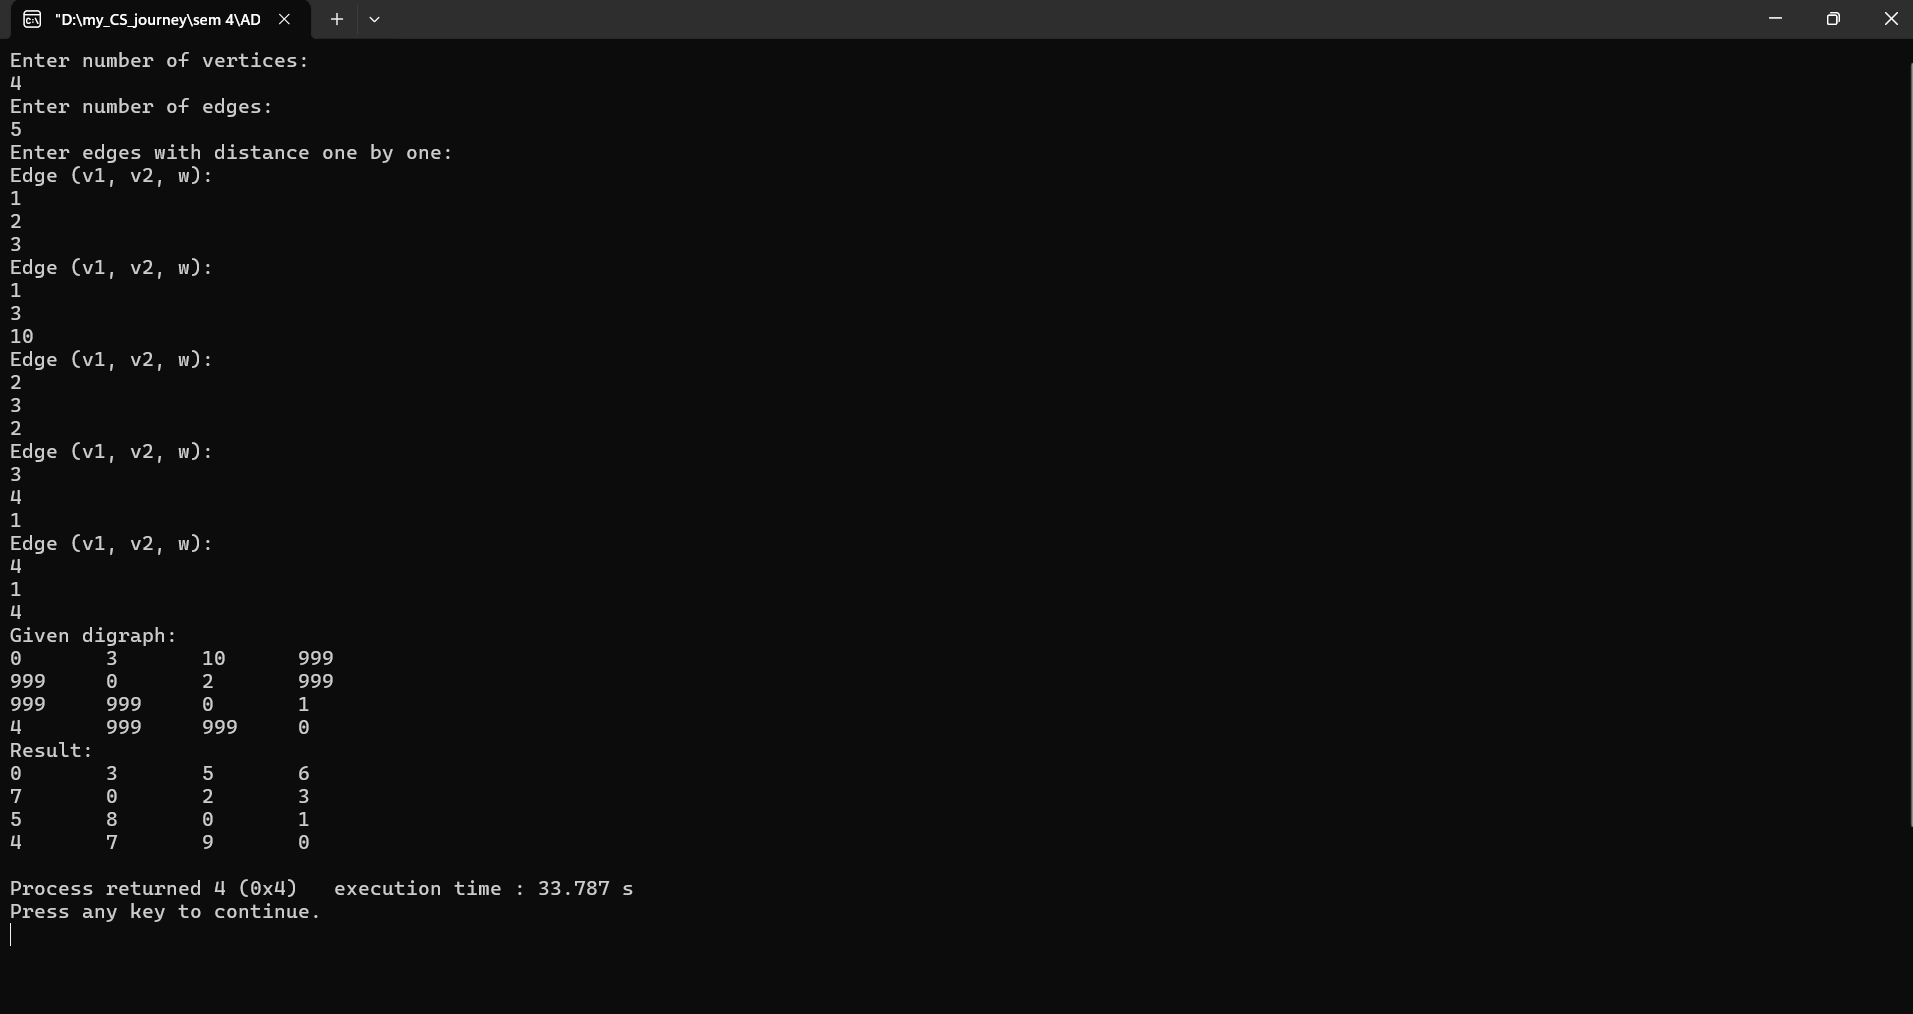 "D:\my_CS_journey\sem 4\AD
Enter number of vertices:
4
Enter number of edges:
5
Enter edges with distance one by one:
Edge (v1, v2, w):
1
2
3
Edge (v1, v2, w):
1
3
10
Edge (v1, v2, w):
2
3
2
Edge (v1, v2, w):
3
4
1
Edge (v1, v2, w):
4
1
4
Given digraph:
0 3 10 999
999 0 2 999
999 999 0 1
4 999 999 0
Result:
0 3 5 6
7 0 2 3
5 8 0 1
4 7 9 0
Process returned 4 (0x4) execution time : 33.787 s
Press any key to continue.